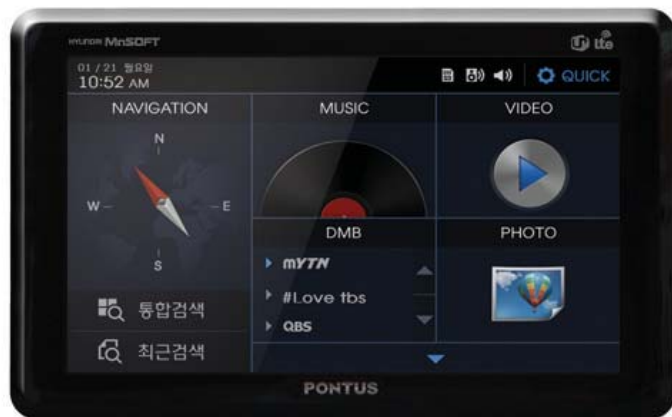 HYUNDAI MnSOFT
lte
01 / 21 월요일
10:52 AM
QUICK
NAVIGATION
N
W
E
S
통합검색
최근검색
MUSIC
DMB
mYTN
#Love tbs
QBS
VIDEO
PHOTO
PONTUS